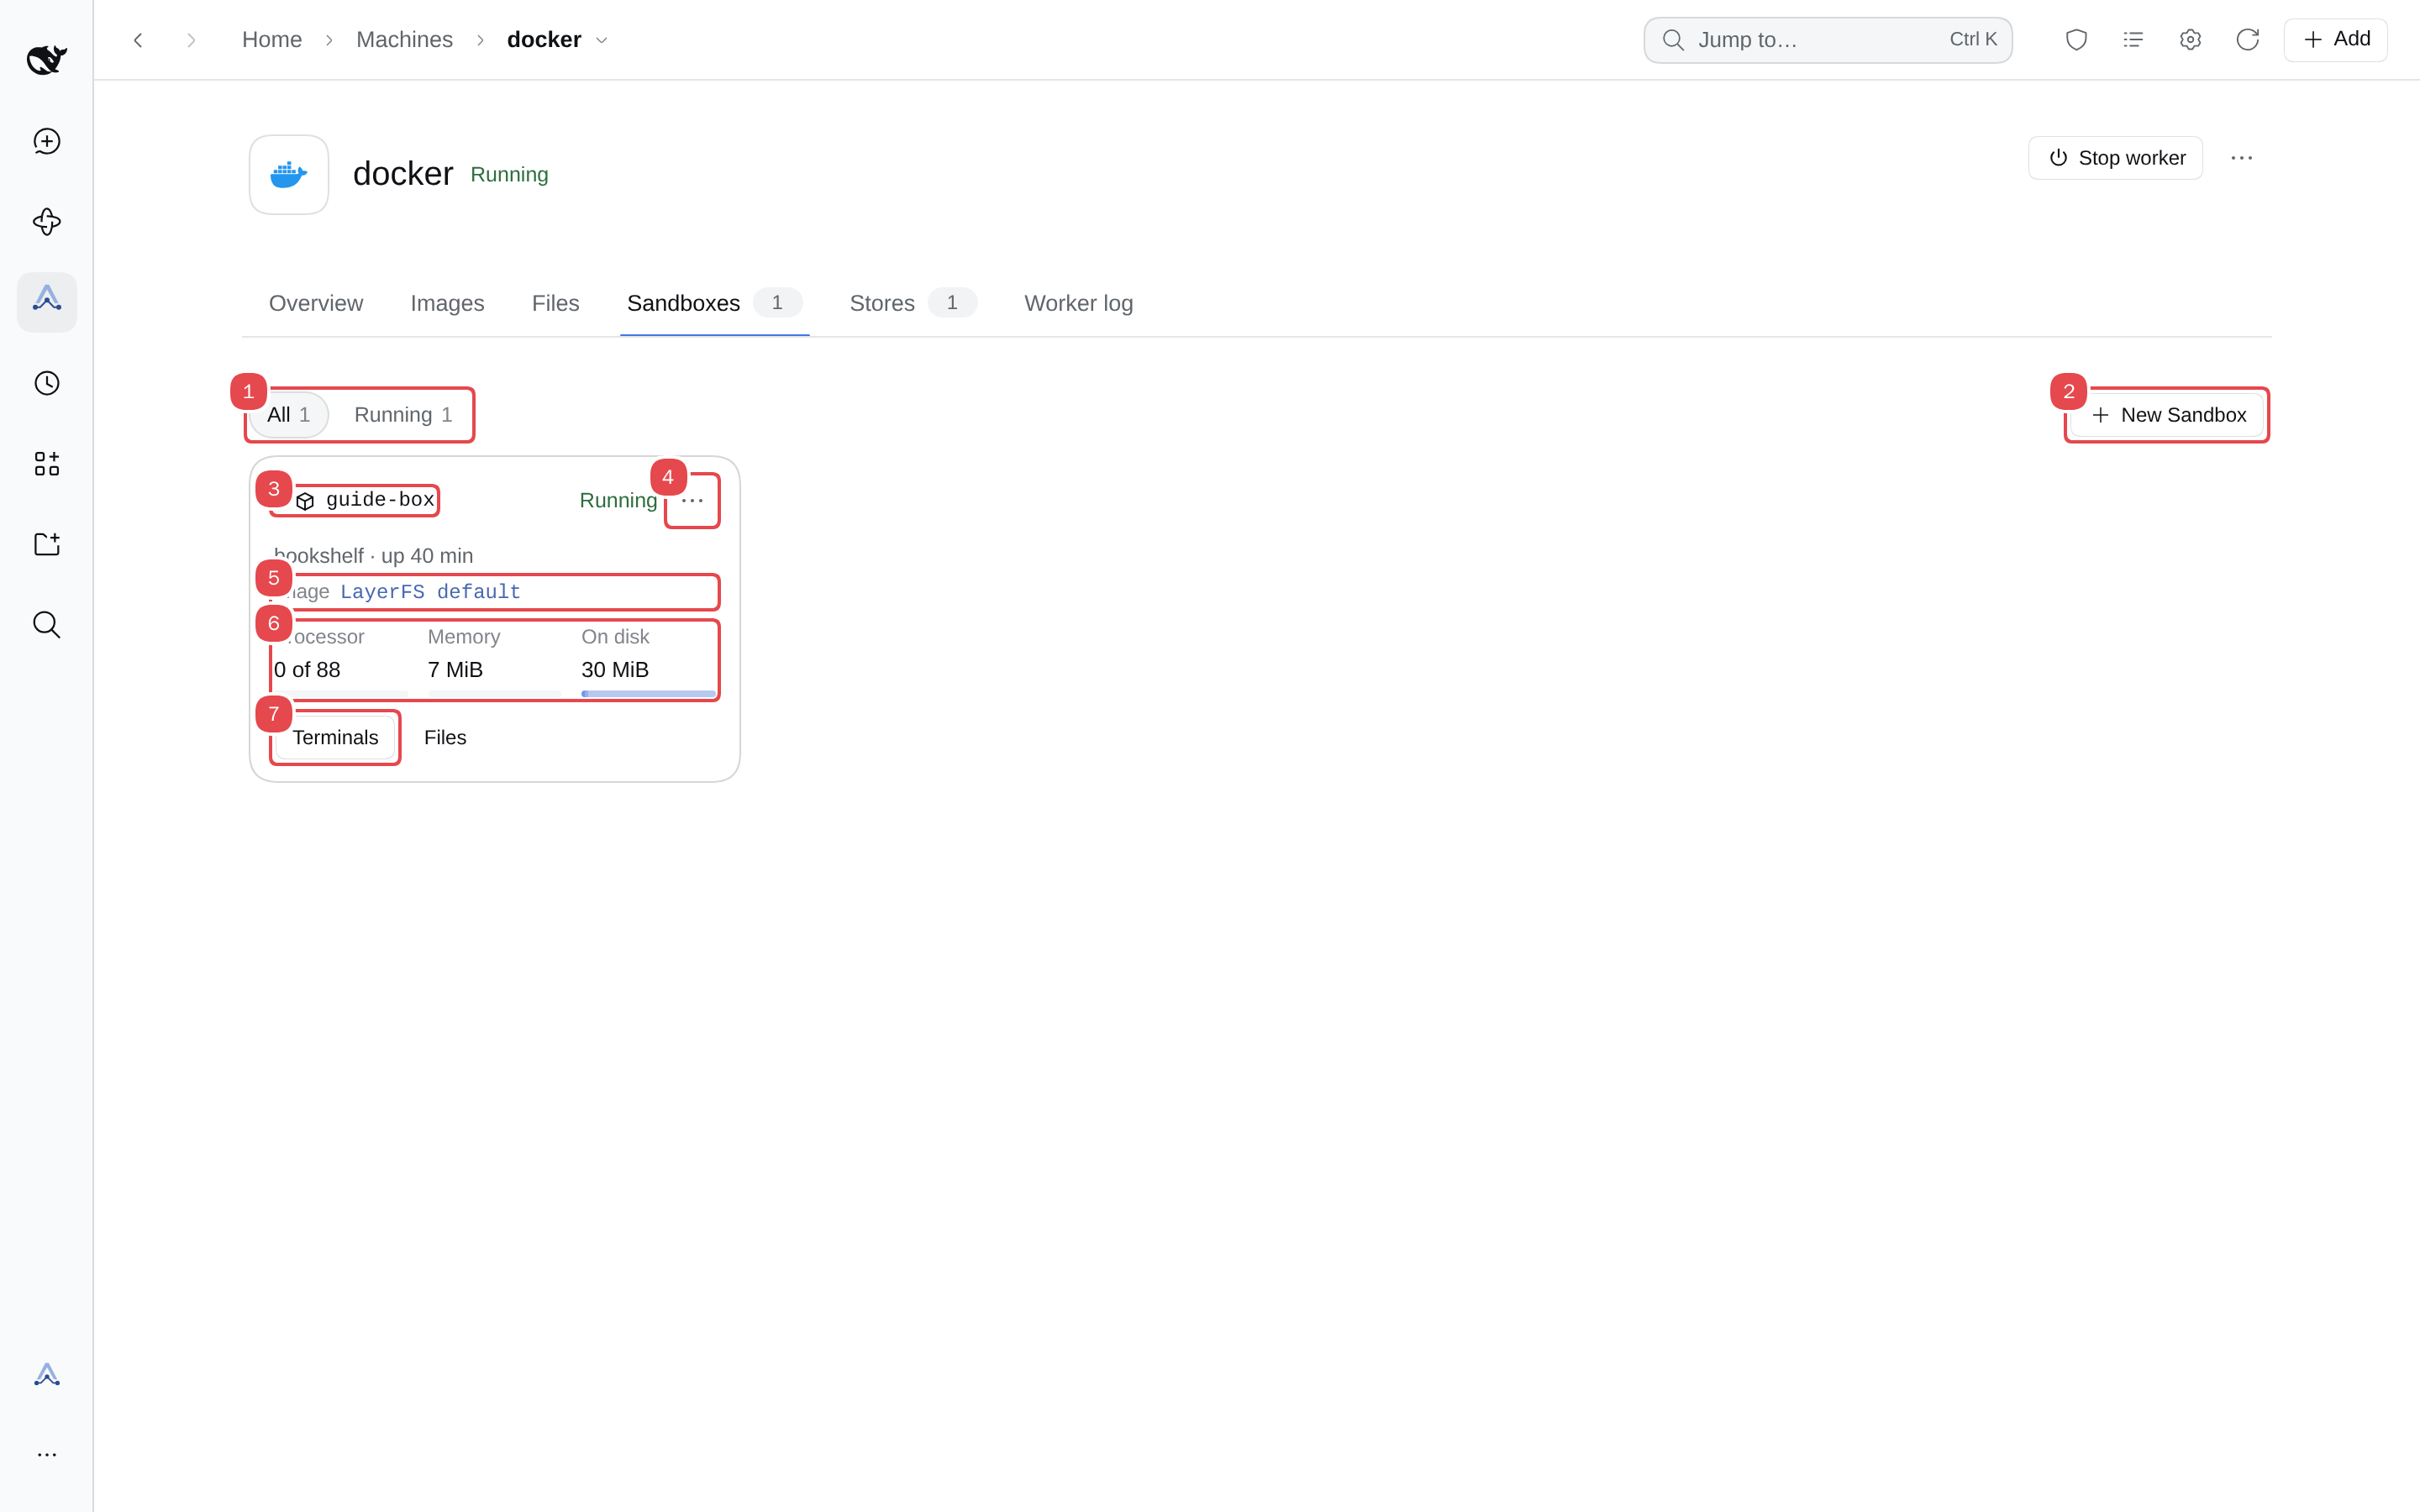 Home > Machines > docker
Jump to… Ctrl K
Add
docker Running
Stop worker
Overview Images Files Sandboxes 1 Stores 1 Worker log
1 2
All 1 Running 1
New Sandbox
3 guide-box Running 4
bookshelf · up 40 min
5
LayerFS default
6
Memory On disk
0 of 88 7 MiB 30 MiB
7
Terminals Files